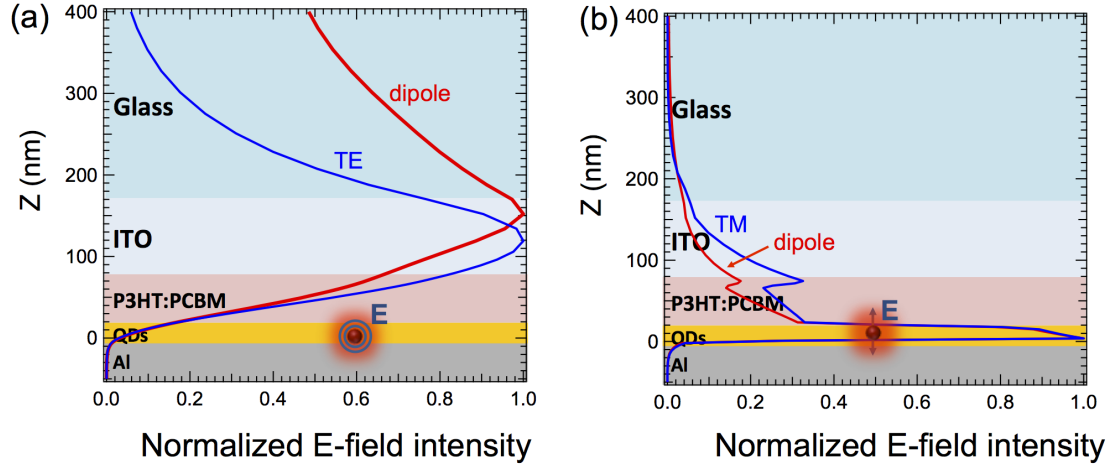 (a)
400
300
200
100
0
Z (nm)
Glass
ITO
P3HT:PCBM
QDs
Al
dipole
TE
E
0.0 0.2 0.4 0.6 0.8 1.0
Normalized E-field intensity
(b)
400
300
200
100
0
Z (nm)
Glass
ITO
P3HT:PCBM
QDs
Al
TM
dipole
E
0.0 0.2 0.4 0.6 0.8 1.0
Normalized E-field intensity